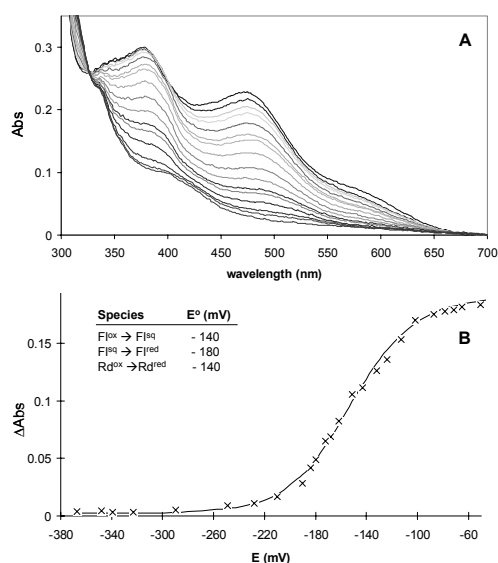 A
0.3
0.2
0.1
0
Abs
300 350 400 450 500 550 600 650 700
wavelength (nm)
B
Species E° (mV)
Fl^ox → Fl^sq - 140
Fl^sq → Fl^red - 180
Rd^ox → Rd^red - 140
0.15
0.1
0.05
0
ΔAbs
-380 -340 -300 -260 -220 -180 -140 -100 -60
E (mV)